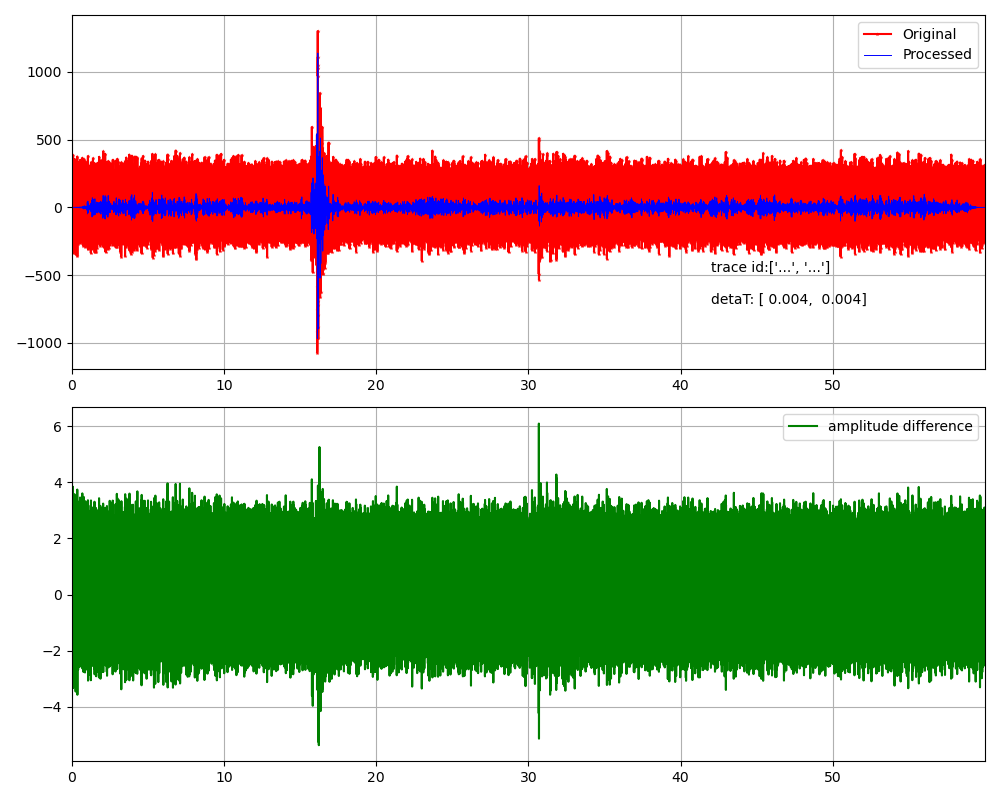 Original
Processed
1000
500
0
−500
−1000
trace id:['...', '...']
detaT: [ 0.004,  0.004]
0 10 20 30 40 50
amplitude difference
6
4
2
0
−2
−4
0 10 20 30 40 50